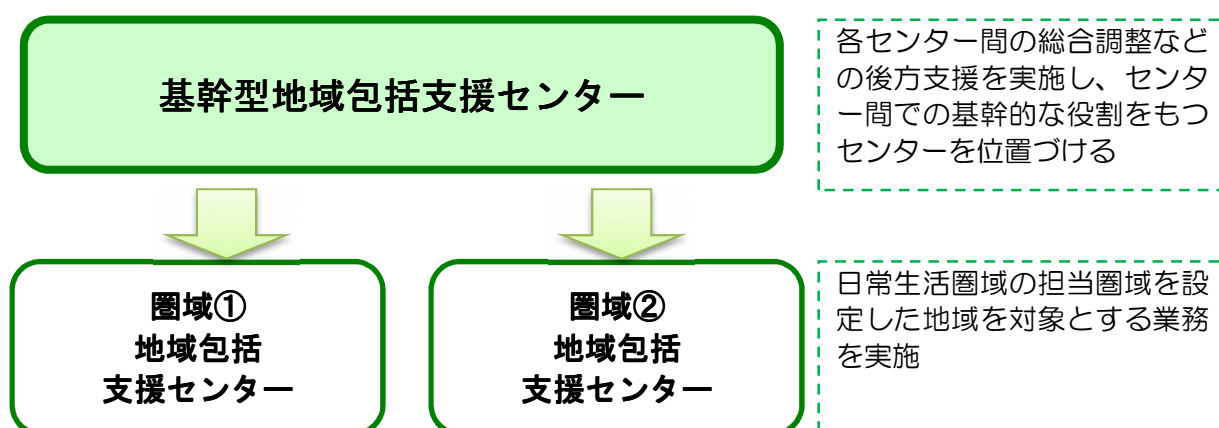 基幹型地域包括支援センター
各センター間の総合調整など
の後方支援を実施し、センタ
ー間での基幹的な役割をもつ
センターを位置づける
圏域①
地域包括
支援センター
圏域②
地域包括
支援センター
日常生活圏域の担当圏域を設
定した地域を対象とする業務
を実施